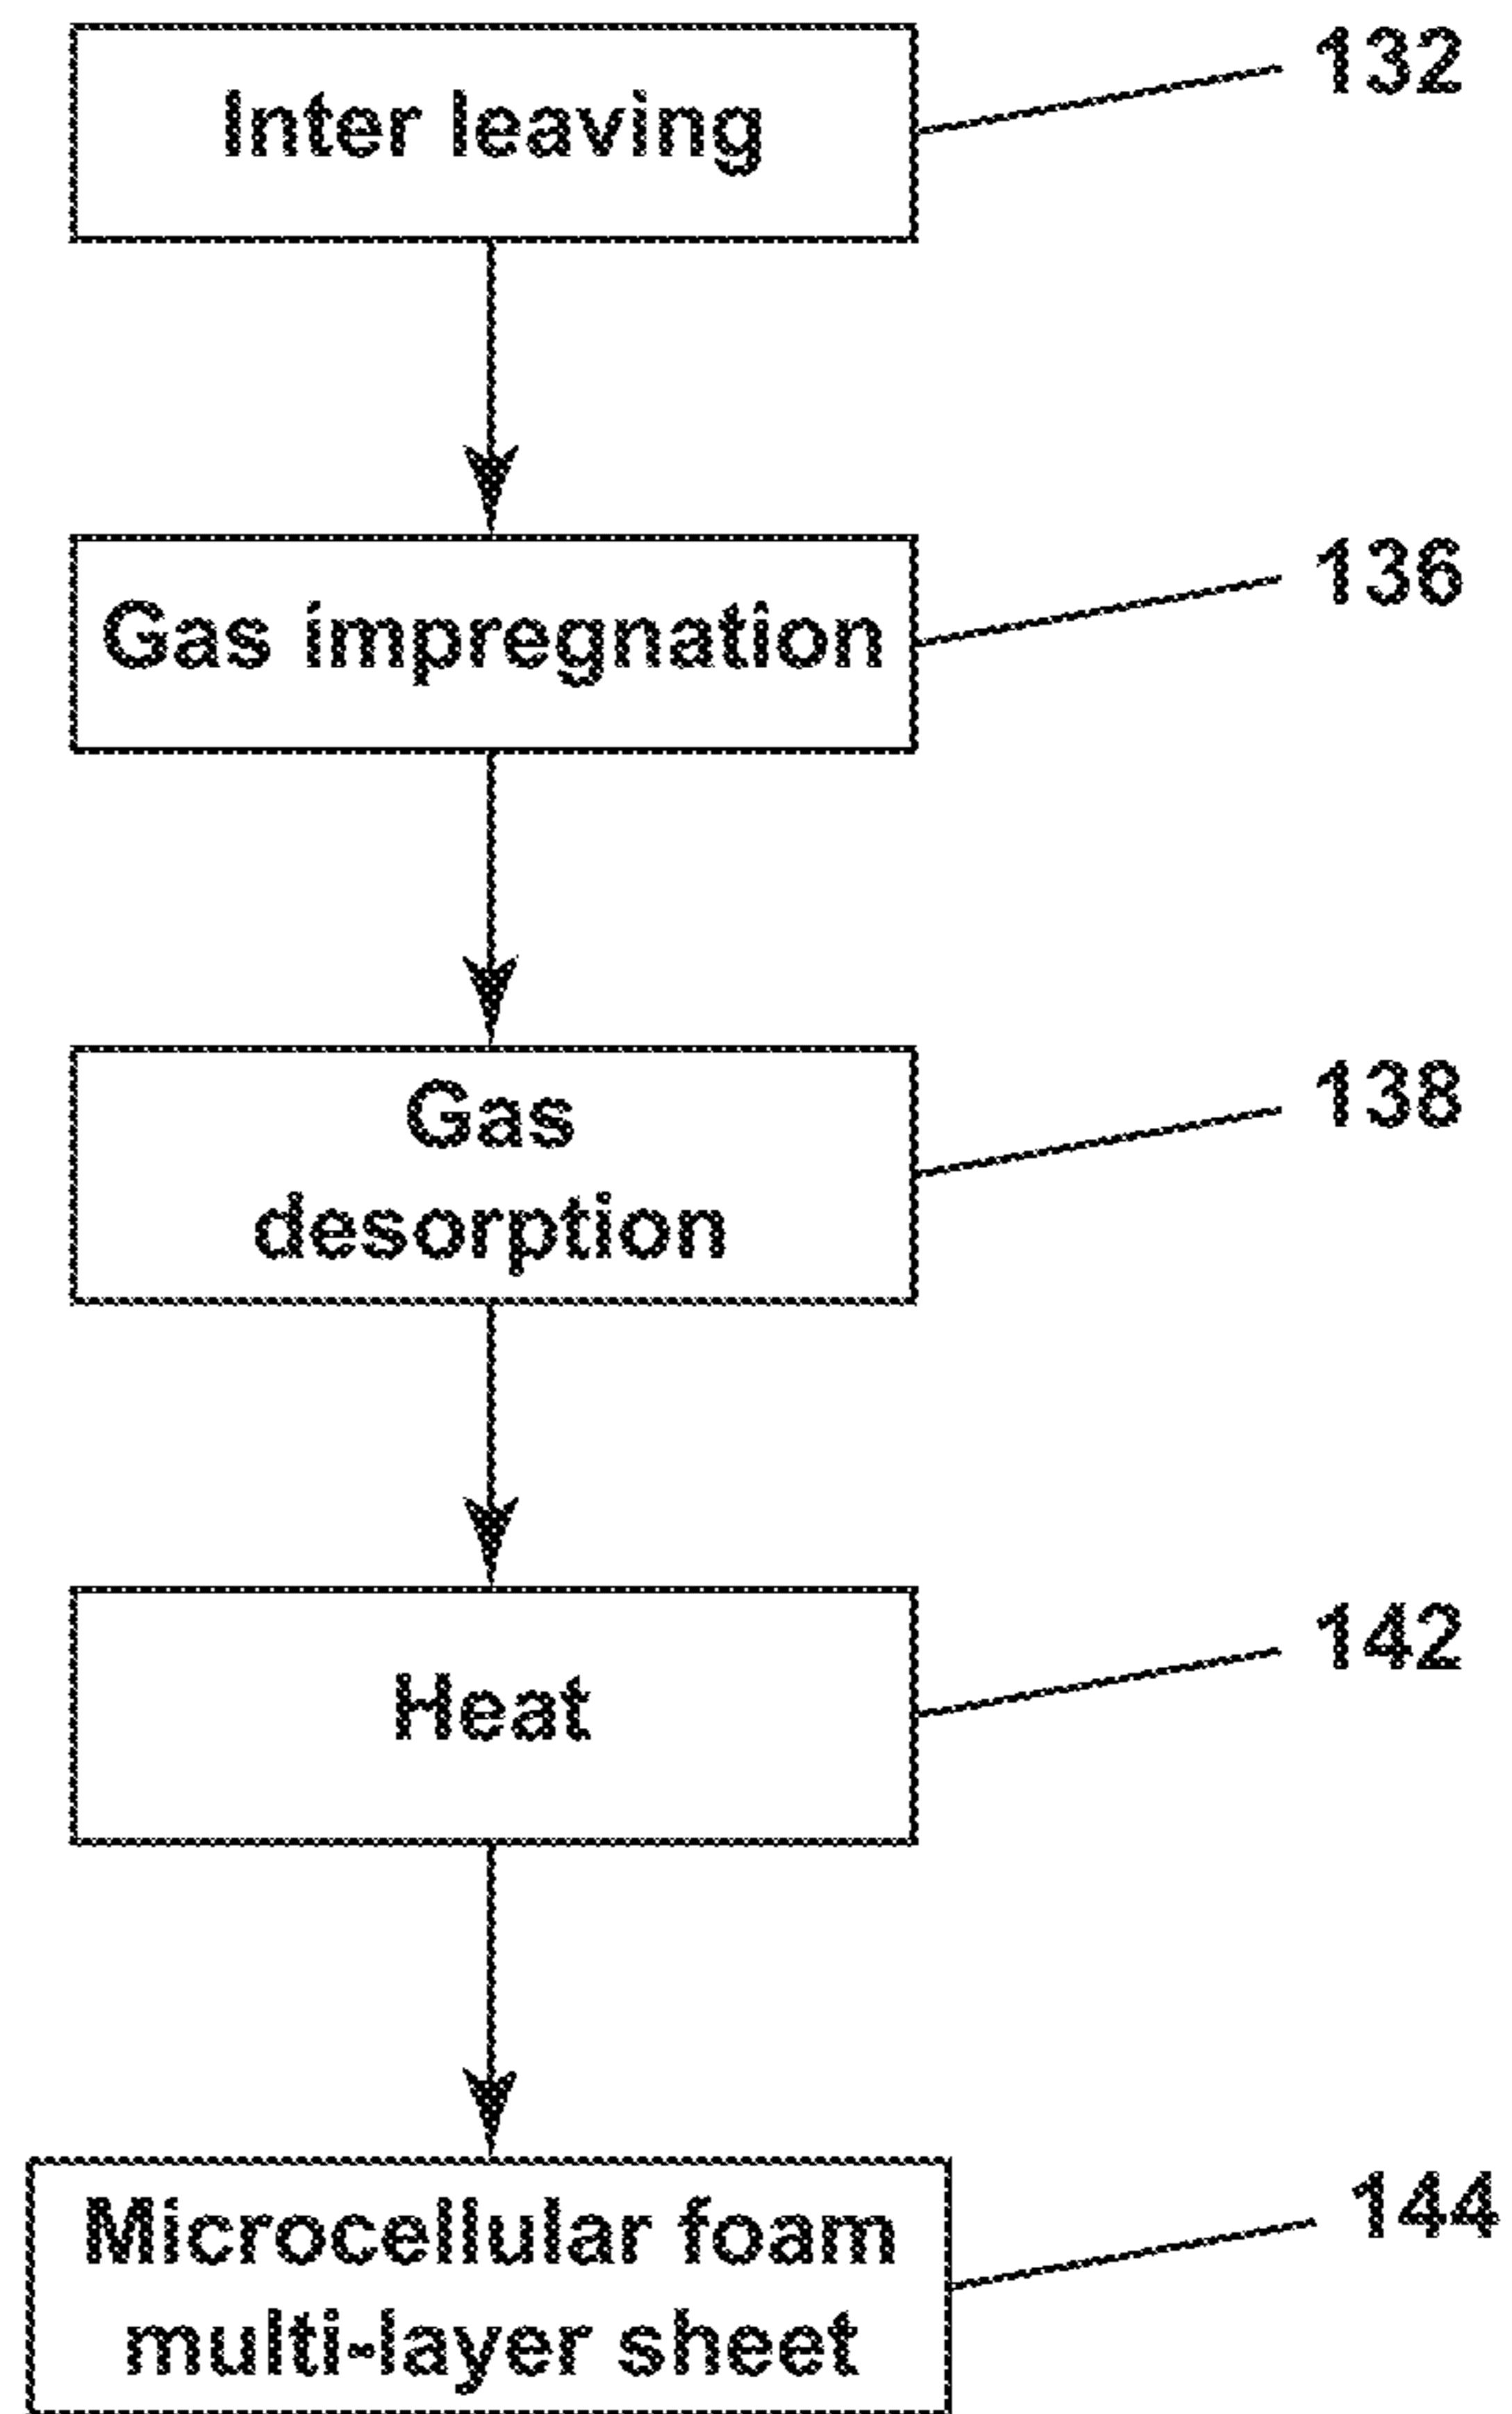 Inter leaving
132
Gas impregnation
136
Gas
desorption
138
Heat
142
Microcellular foam
multi-layer sheet
144